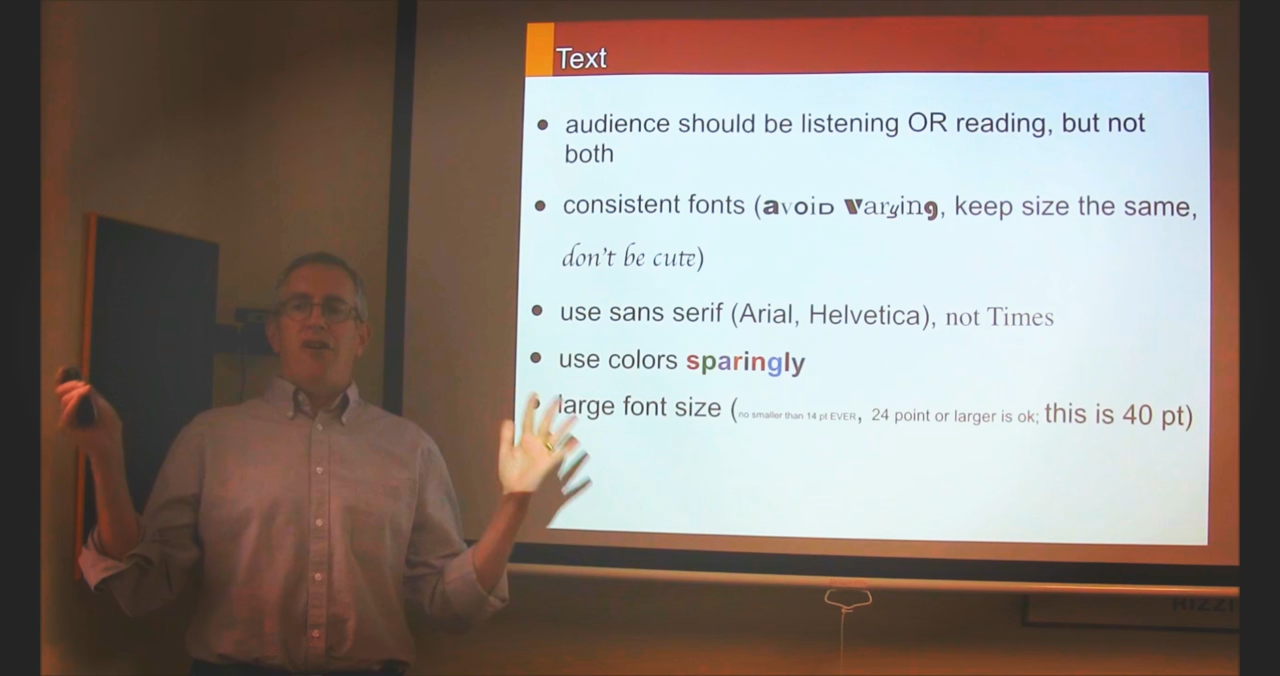 Text
audience should be listening OR reading, but not
both
consistent fonts (avoid varying, keep size the same,
don't be cute)
use sans serif (Arial, Helvetica), not Times
use colors sparingly
large font size (no smaller than 14 pt EVER, 24 point or larger is ok; this is 40 pt)
RIZZI